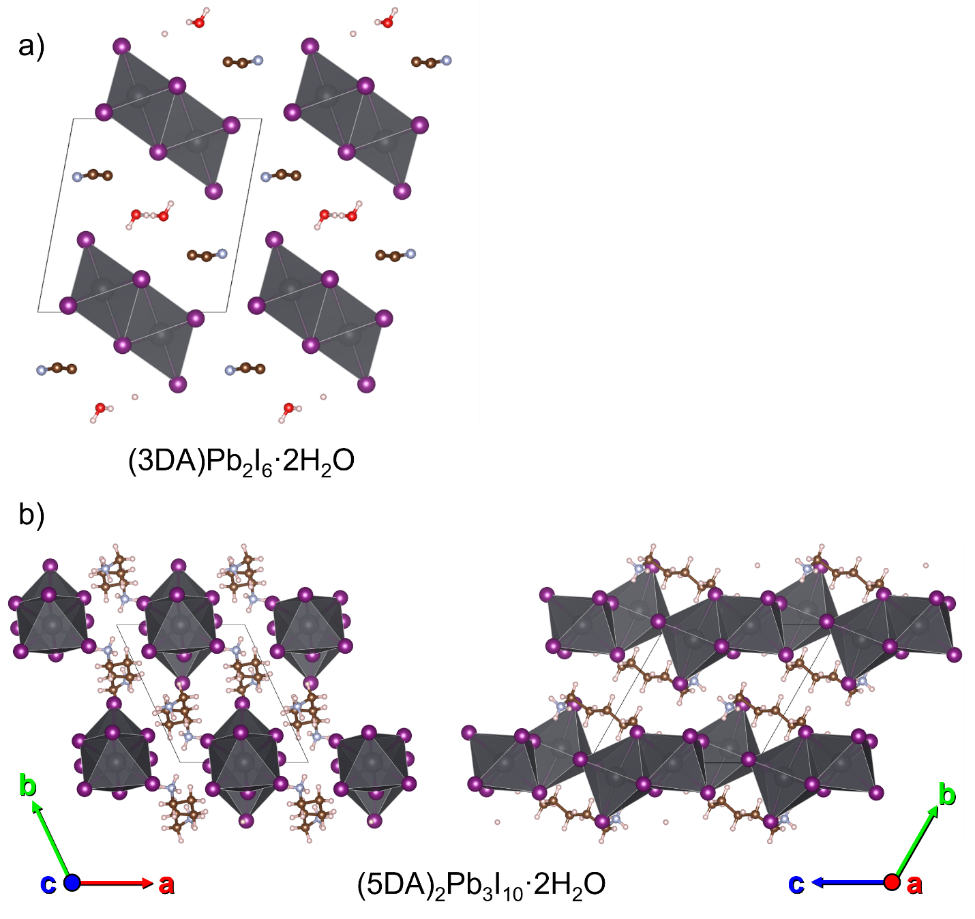 a)
(3DA)Pb₂I₆·2H₂O
b)
b
c
a
b
c
a
(5DA)₂Pb₃I₁₀·2H₂O